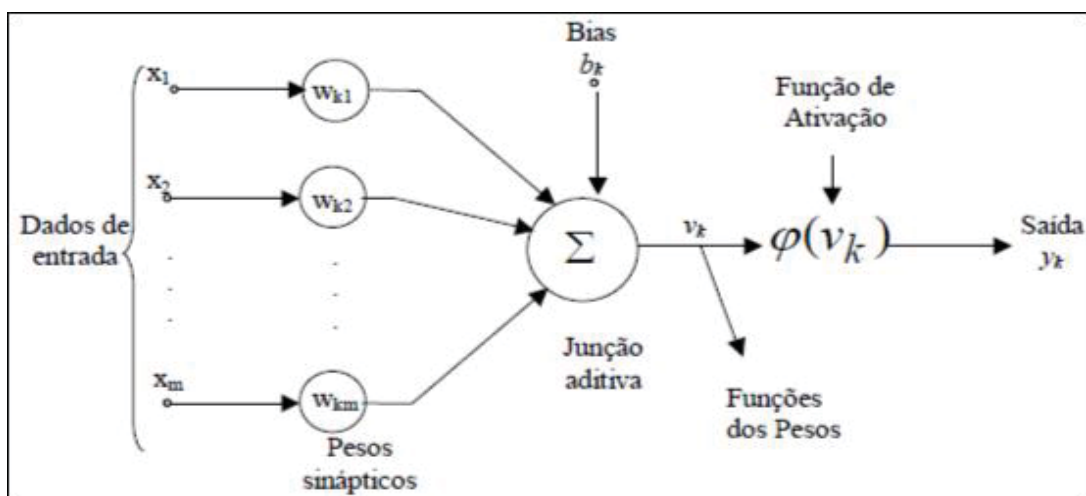 Bias
b_k
Função de
Ativação
x_1
w_k1
x_2
w_k2
Dados de
entrada
Σ
v_k
φ(v_k)
Saída
y_k
Junção
aditiva
x_m
w_km
Funções
dos Pesos
Pesos
sinápticos